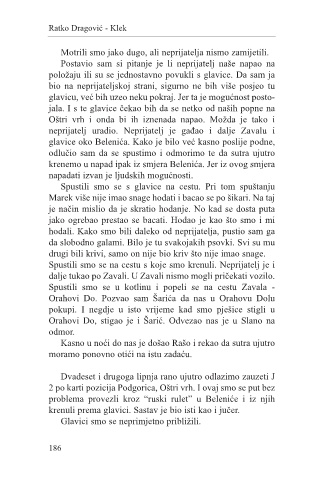 Ratko Dragović - Klek
Motrili smo jako dugo, ali neprijatelja nismo zamijetili.
Postavio sam si pitanje je li neprijatelj naše napao na
položaju ili su se jednostavno povukli s glavice. Da sam ja
bio na neprijateljskoj strani, sigurno ne bih više posjeo tu
glavicu, već bih uzeo neku pokraj. Jer ta je mogućnost posto-
jala. I s te glavice čekao bih da se netko od naših popne na
Oštri vrh i onda bi ih iznenada napao. Možda je tako i
neprijatelj uradio. Neprijatelj je gađao i dalje Zavalu i
glavice oko Belenića. Kako je bilo već kasno poslije podne,
odlučio sam da se spustimo i odmorimo te da sutra ujutro
krenemo u napad ipak iz smjera Belenića. Jer iz ovog smjera
napadati izvan je ljudskih mogućnosti.
Spustili smo se s glavice na cestu. Pri tom spuštanju
Marek više nije imao snage hodati i bacao se po šikari. Na taj
je način mislio da je skratio hodanje. No kad se dosta puta
jako ogrebao prestao se bacati. Hodao je kao što smo i mi
hodali. Kako smo bili daleko od neprijatelja, pustio sam ga
da slobodno galami. Bilo je tu svakojakih psovki. Svi su mu
drugi bili krivi, samo on nije bio kriv što nije imao snage.
Spustili smo se na cestu s koje smo krenuli. Neprijatelj je i
dalje tukao po Zavali. U Zavali nismo mogli pričekati vozilo.
Spustili smo se u kotlinu i popeli se na cestu Zavala -
Orahovi Do. Pozvao sam Šarića da nas u Orahovu Dolu
pokupi. I negdje u isto vrijeme kad smo pješice stigli u
Orahovi Do, stigao je i Šarić. Odvezao nas je u Slano na
odmor.
Kasno u noći do nas je došao Rašo i rekao da sutra ujutro
moramo ponovno otići na istu zadaću.
Dvadeset i drugoga lipnja rano ujutro odlazimo zauzeti J
2 po karti pozicija Podgorica, Oštri vrh. I ovaj smo se put bez
problema provezli kroz “ruski rulet” u Beleniće i iz njih
krenuli prema glavici. Sastav je bio isti kao i jučer.
Glavici smo se neprimjetno približili.
186